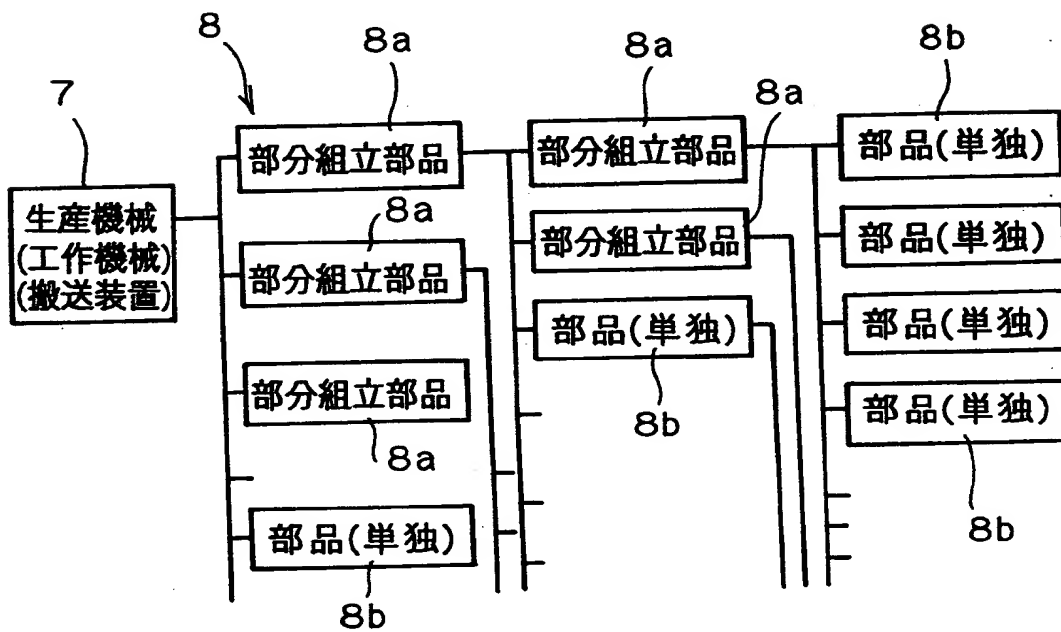 8
8a
8a
8b
7
8a
部分組立部品
部分組立部品
部品(単独)
生産機械
(工作機械)
(搬送装置)
8a
部分組立部品
部分組立部品
部品(単独)
部品(単独)
部品(単独)
部分組立部品
8b
部品(単独)
8a
8b
部品(単独)
8b